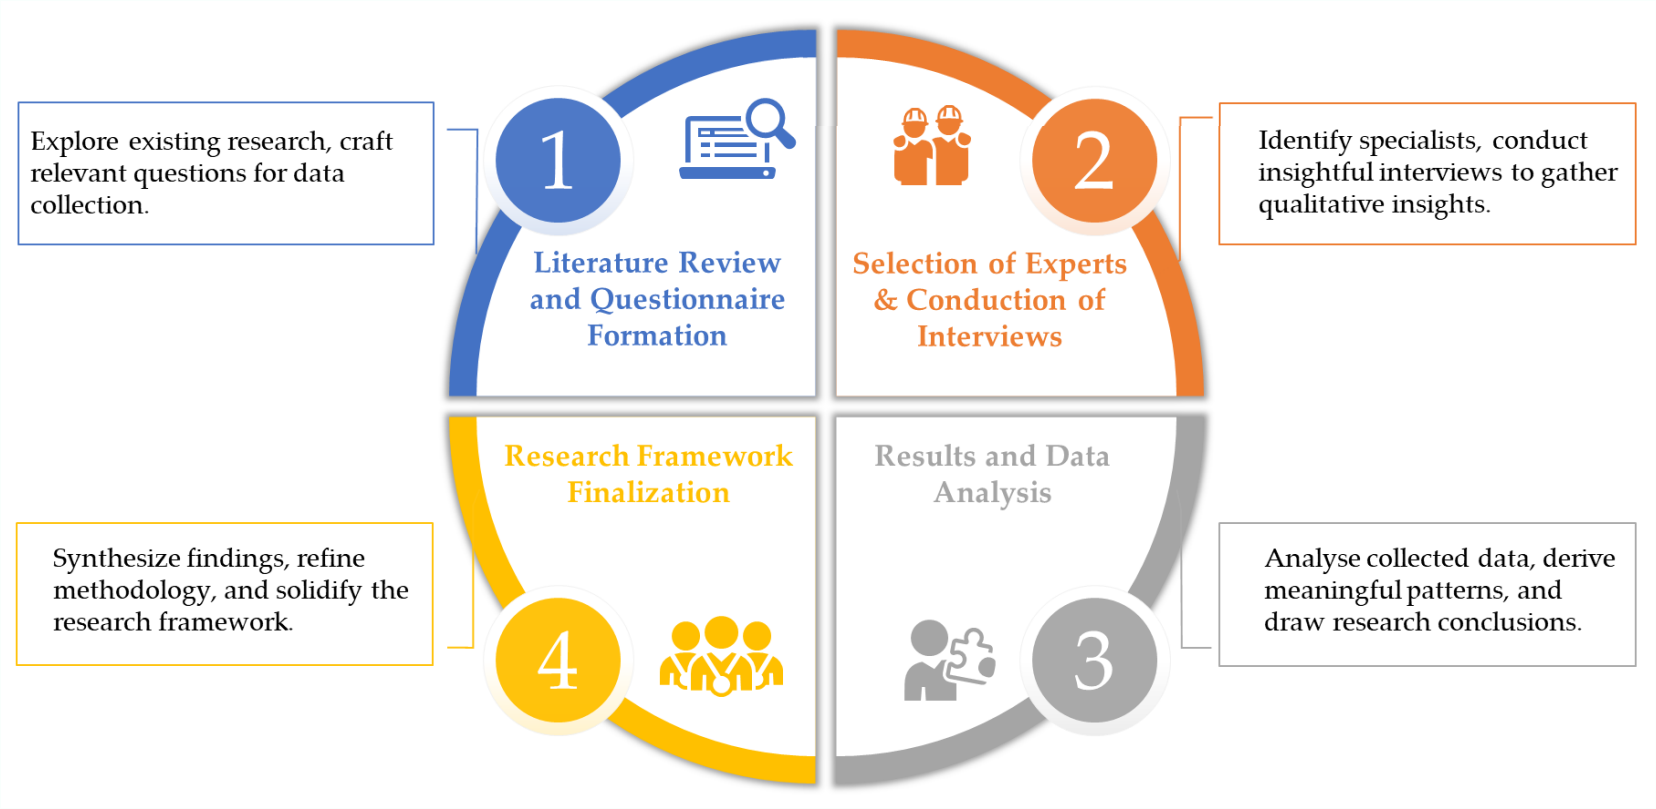 Explore existing research, craft
relevant questions for data
collection.
1
Literature Review
and Questionnaire
Formation
2
Selection of Experts
& Conduction of
Interviews
Identify specialists, conduct
insightful interviews to gather
qualitative insights.
Results and Data
Analysis
3
Analyse collected data, derive
meaningful patterns, and
draw research conclusions.
Research Framework
Finalization
4
Synthesize findings, refine
methodology, and solidify the
research framework.